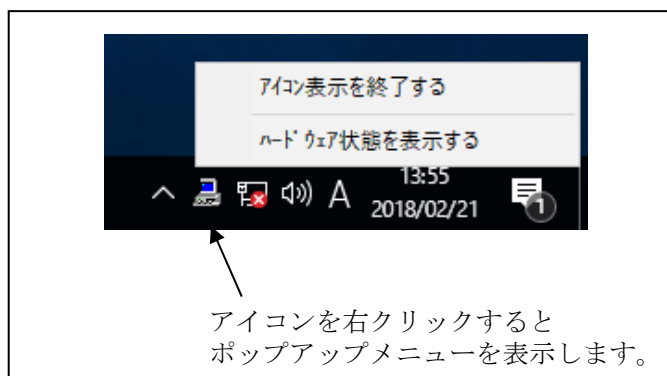 ｱｲｺﾝ表示を終了する
ﾊｰﾄﾞｳｪｱ状態を表示する
A
13:55
2018/02/21
1
アイコンを右クリックすると
ポップアップメニューを表示します。